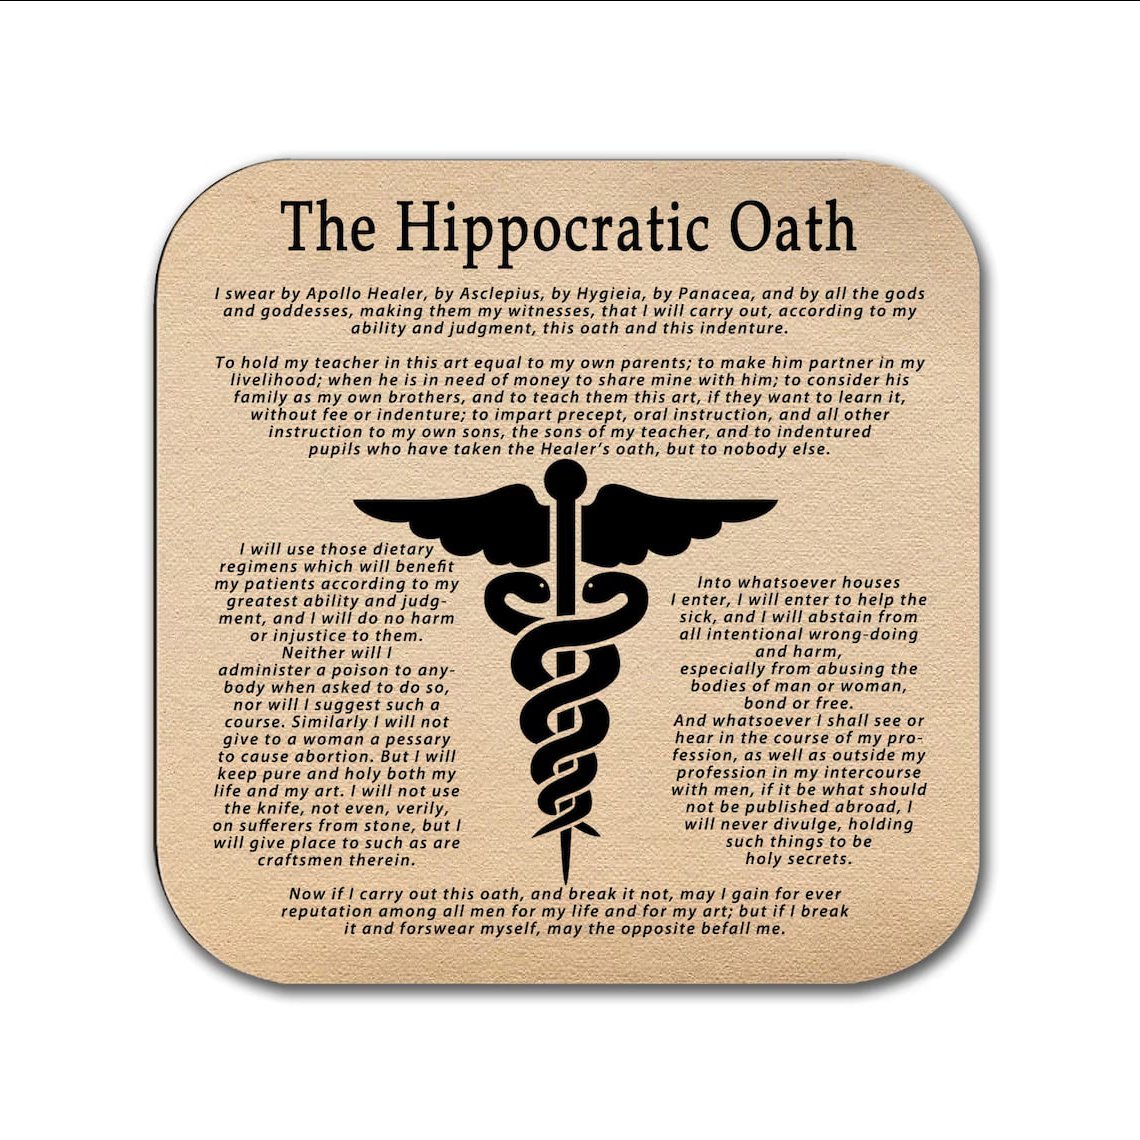 The Hippocratic Oath
I swear by Apollo Healer, by Asclepius, by Hygieia, by Panacea, and by all the gods
and goddesses, making them my witnesses, that I will carry out, according to my
ability and judgment, this oath and this indenture.
To hold my teacher in this art equal to my own parents; to make him partner in my
livelihood; when he is in need of money to share mine with him; to consider his
family as my own brothers, and to teach them this art, if they want to learn it,
without fee or indenture; to impart precept, oral instruction, and all other
instruction to my own sons, the sons of my teacher, and to indentured
pupils who have taken the Healer's oath, but to nobody else.
I will use those dietary
regimens which will benefit
my patients according to my
greatest ability and judg-
ment, and I will do no harm
or injustice to them.
Neither will I
administer a poison to any-
body when asked to do so,
nor will I suggest such a
course. Similarly I will not
give to a woman a pessary
to cause abortion. But I will
keep pure and holy both my
life and my art. I will not use
the knife, not even, verily,
on sufferers from stone, but I
will give place to such as are
craftsmen therein.
Into whatsoever houses
I enter, I will enter to help the
sick, and I will abstain from
all intentional wrong-doing
and harm,
especially from abusing the
bodies of man or woman,
bond or free.
And whatsoever I shall see or
hear in the course of my pro-
fession, as well as outside my
profession in my intercourse
with men, if it be what should
not be published abroad, I
will never divulge, holding
such things to be
holy secrets.
Now if I carry out this oath, and break it not, may I gain for ever
reputation among all men for my life and for my art; but if I break
it and forswear myself, may the opposite befall me.